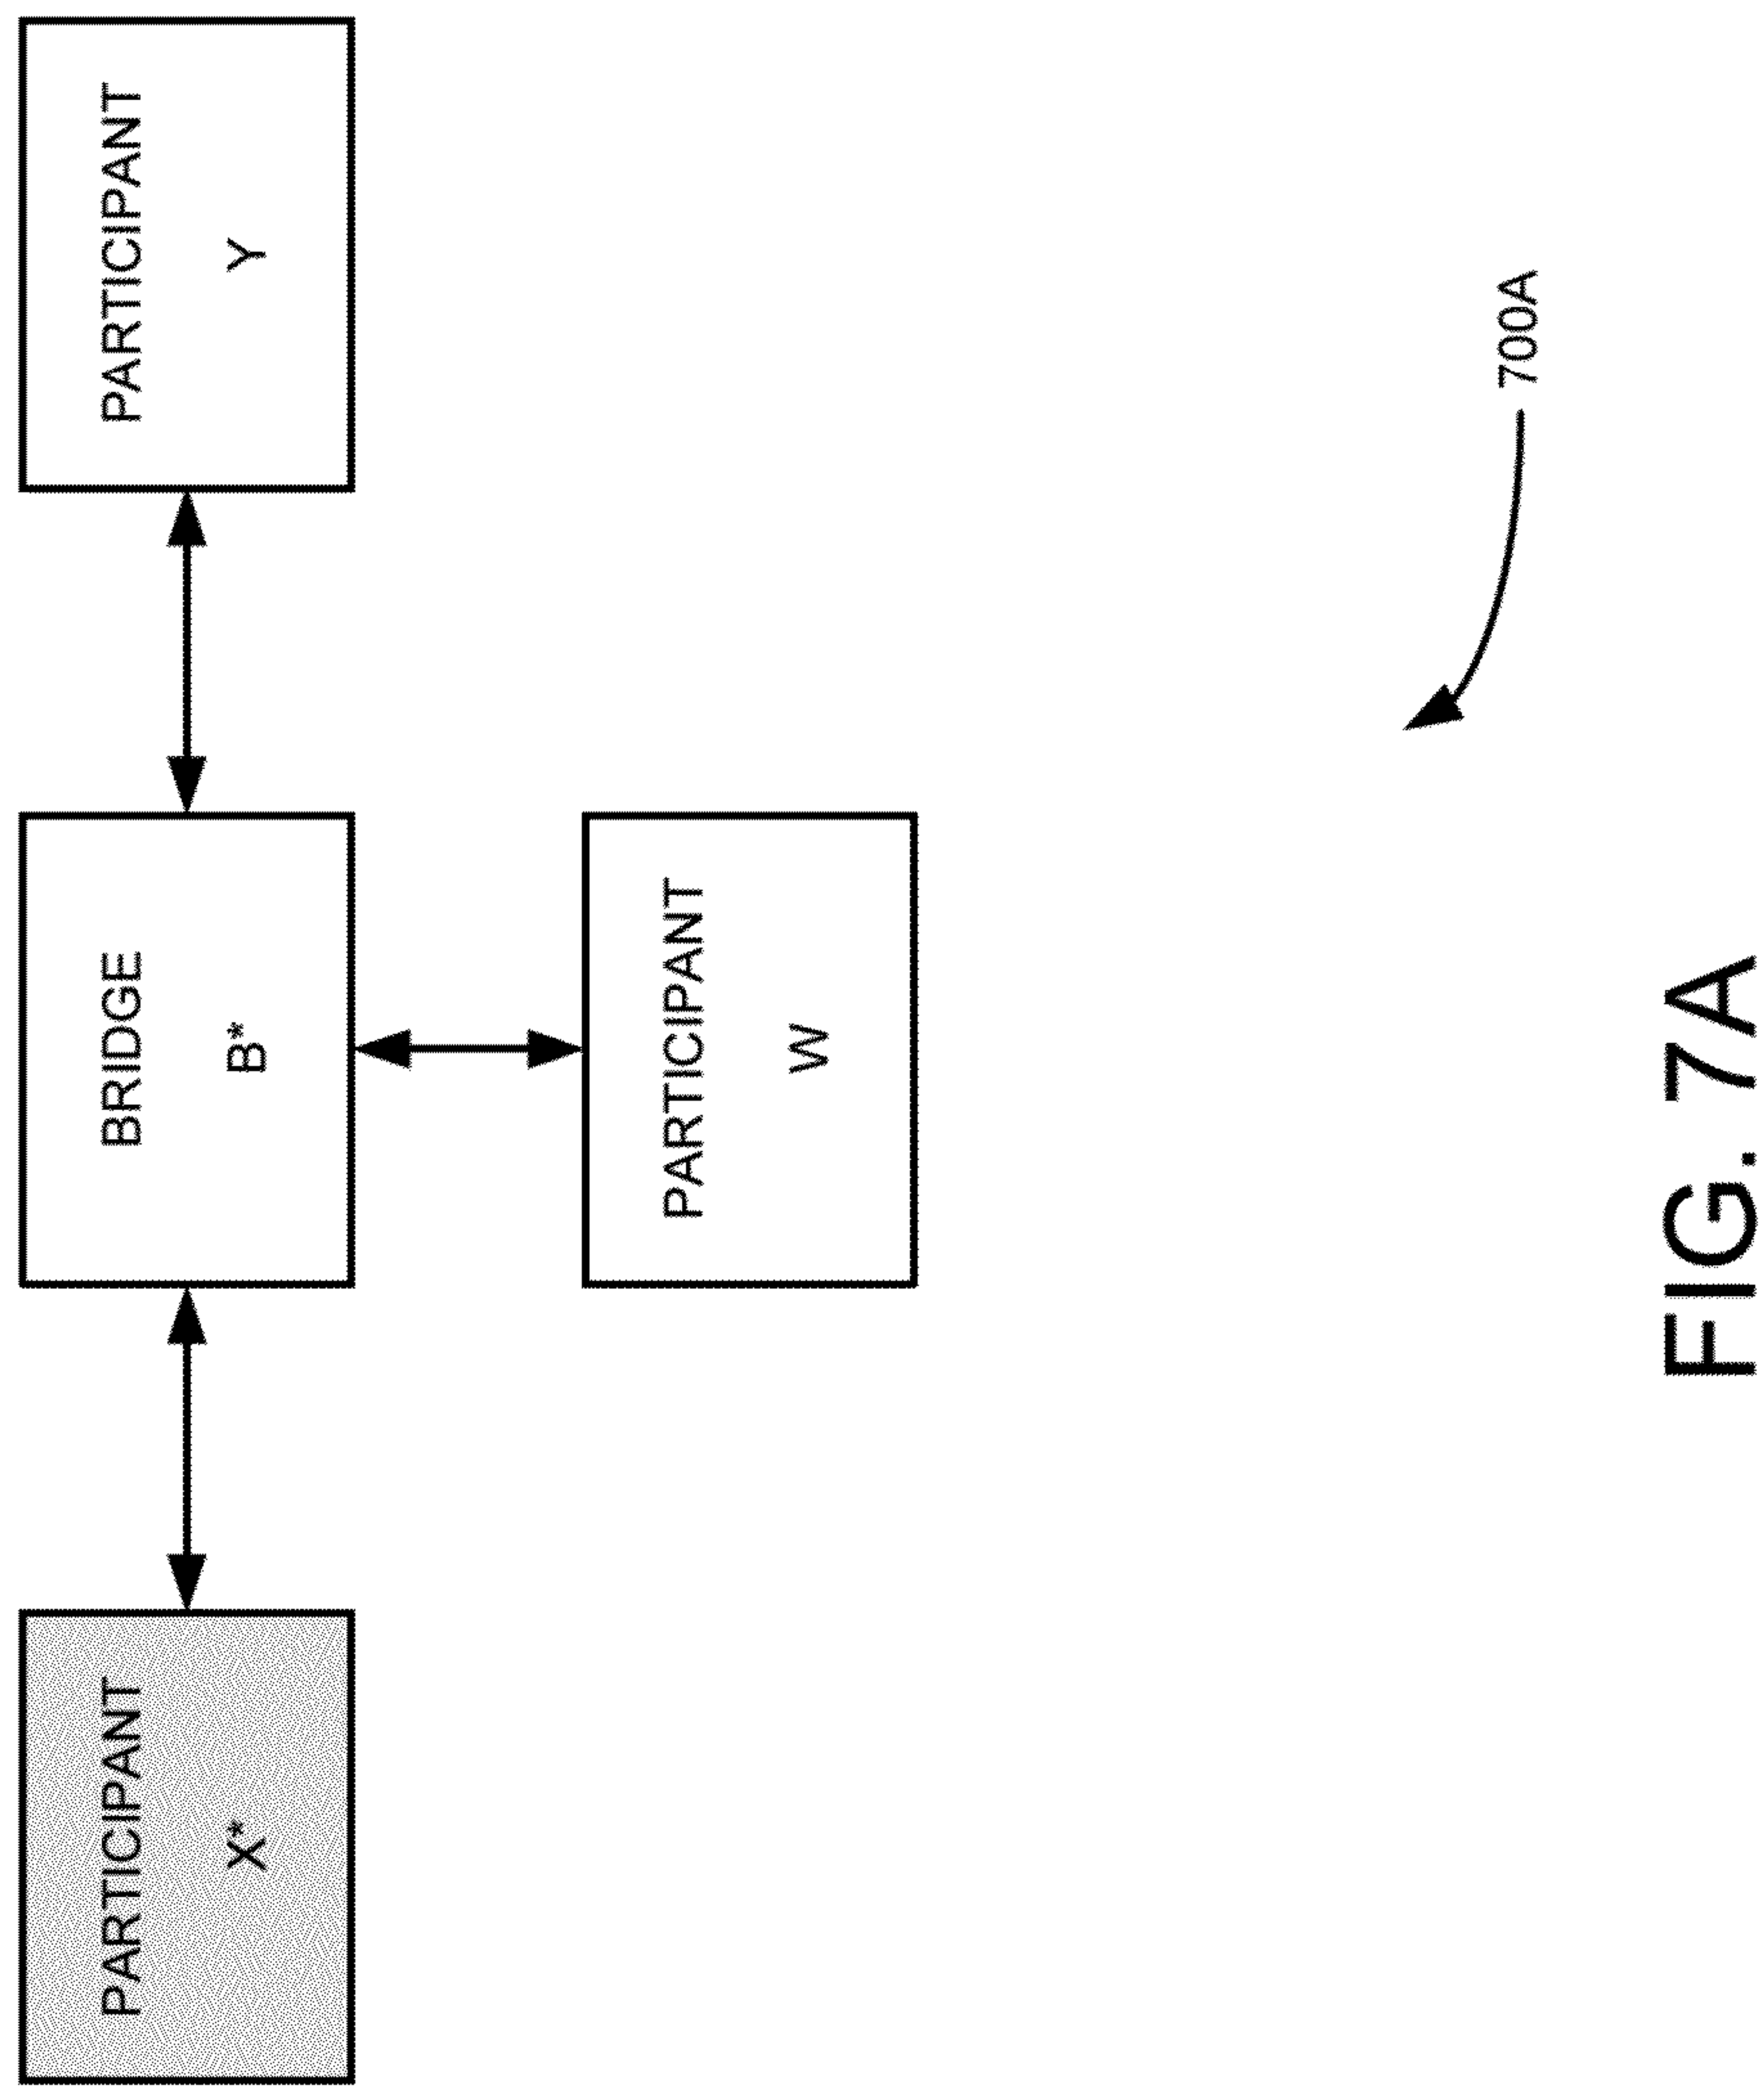 PARTICIPANT
X*
BRIDGE
B*
PARTICIPANT
Y
PARTICIPANT
W
700A
FIG. 7A